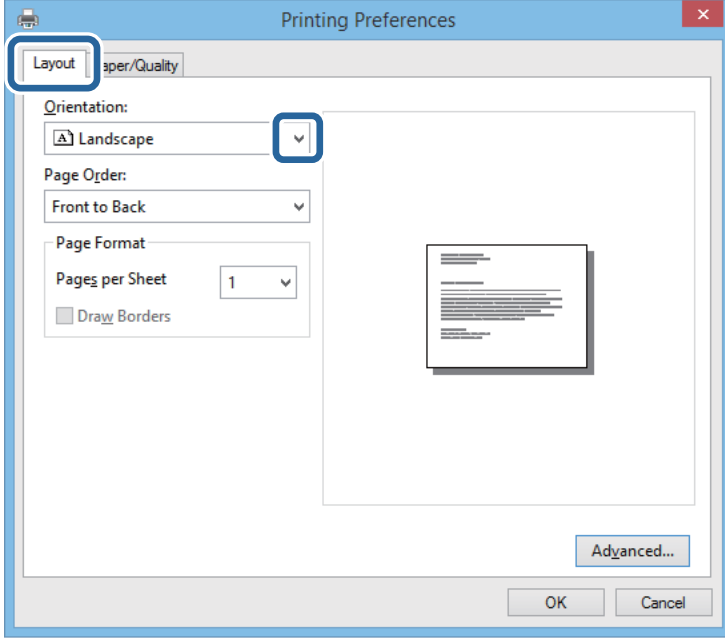 Printing Preferences
Layout
aper/Quality
Orientation:
A Landscape
Page Order:
Front to Back
Page Format
Pages per Sheet 1
Draw Borders
Advanced...
OK Cancel